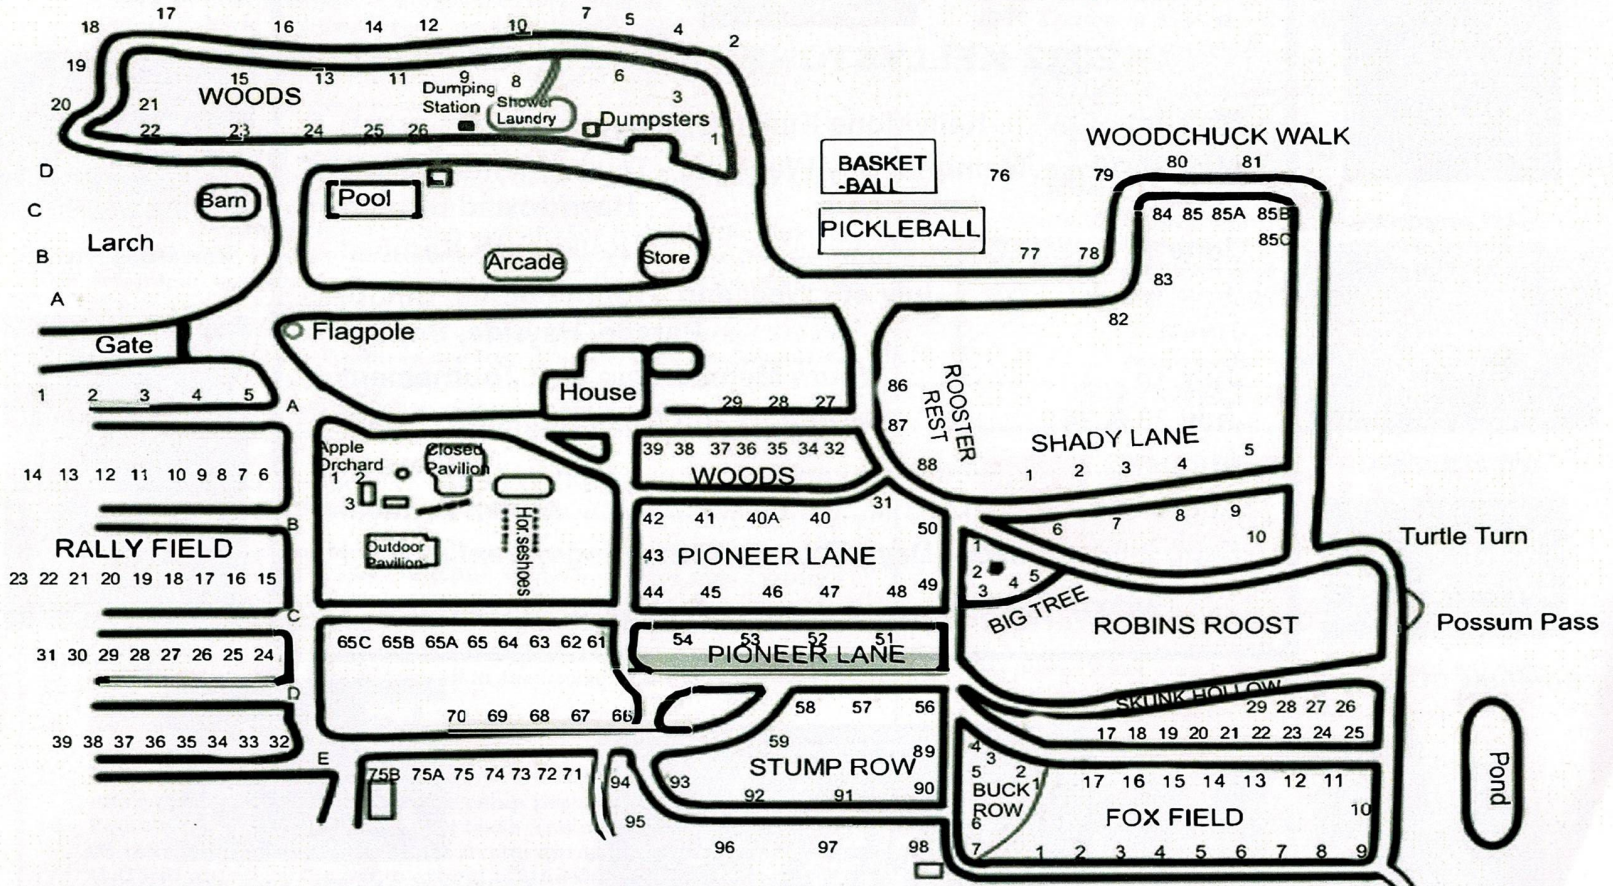 18 17 16 14 12 10 7 5 4 2
19 15 13 11 9 8 6
WOODS
Dumping
Station
Shower
Laundry
3
20 21
Dumpsters
22 23 24 25 26 1
WOODCHUCK WALK
BASKET
-BALL
76 79 80 81
D
Barn
Pool
C
84 85 85A 85B
PICKLEBALL
85C
Larch
B
Arcade
Store
77 78
83
A
82
Flagpole
Gate
House
86
ROOSTER
REST
1 2 3 4 5
A
29 28 27
87
SHADY LANE
Apple
Orchard
Closed
Pavilion
39 38 37 36 35 34 32
WOODS
88
1 2 3 4 5
14 13 12 11 10 9 8 7 6
1 2
3
31
Hor.seshoes
42 41 40A 40
50
6 7 8 9
10
B
RALLY FIELD
Outdoor
Pavilion
43 PIONEER LANE
1
2
3 4 5
BIG TREE
Turtle Turn
23 22 21 20 19 18 17 16 15
44 45 46 47 48 49
C
ROBINS ROOST
Possum Pass
65C 65B 65A 65 64 63 62 61
54 53 52 51
PIONEER LANE
31 30 29 28 27 26 25 24
D
SKUNK HOLLOW
70 69 68 67 66
58 57 56
29 28 27 26
17 18 19 20 21 22 23 24 25
39 38 37 36 35 34 33 32
E
59
STUMP ROW
89
4
3
5 2 1
BUCK
ROW
6
7
Pond
75B 75A 75 74 73 72 71
94 93
92 91 90
17 16 15 14 13 12 11
FOX FIELD
10
95
96 97 98
1 2 3 4 5 6 7 8 9